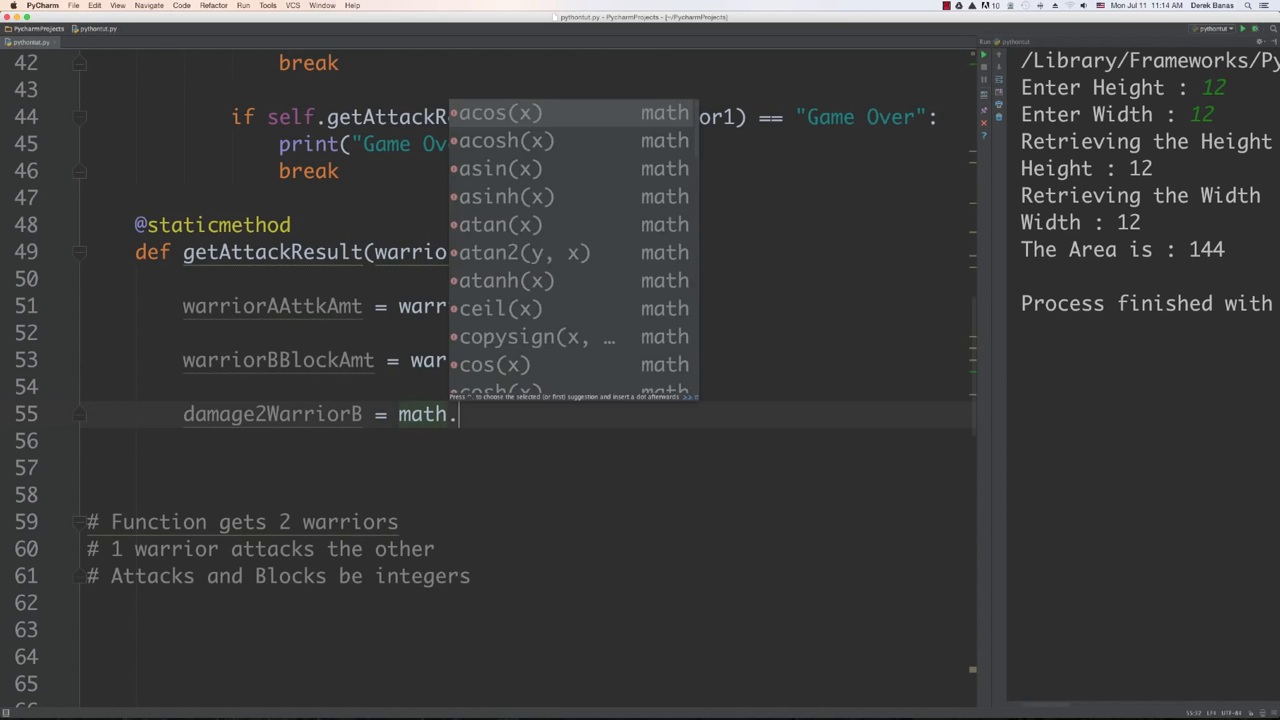 PyCharm File Edit View Navigate Code Refactor Run Tools VCS Window Help 10 Mon Jul 11 11:14 AM Derek Banas
pythontut.py - PycharmProjects - [~/PycharmProjects]
PycharmProjects pythontut.py pythontut
pythontut.py
Run: pythontut
42 break
43
44 if self.getAttackR or1) == "Game Over":
45 print("Game Ov
46 break
47
48 @staticmethod
49 def getAttackResult(warrio
50
51 warriorAAttkAmt = warr
52
53 warriorBBlockAmt = war
54
55 damage2WarriorB = math.
56
57
58
59 # Function gets 2 warriors
60 # 1 warrior attacks the other
61 # Attacks and Blocks be integers
62
63
64
65
acos(x) math
acosh(x) math
asin(x) math
asinh(x) math
atan(x) math
atan2(y, x) math
atanh(x) math
ceil(x) math
copysign(x, … math
cos(x) math
cosh(x) math
Press ^. to choose the selected (or first) suggestion and insert a dot afterwards >>
/Library/Frameworks/Py
Enter Height : 12
Enter Width : 12
Retrieving the Height
Height : 12
Retrieving the Width
Width : 12
The Area is : 144
Process finished with
55:32 LF÷ UTF-8÷